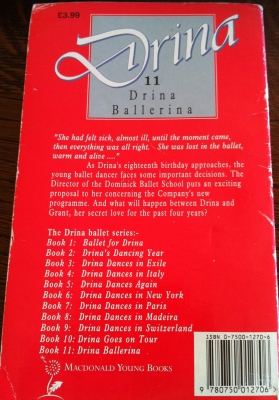 £3.99
Drina
11
Drina
Ballerina
"She had felt sick, almost ill, until the moment came,
then everything was all right. She was lost in the ballet,
warm and alive ...."
As Drina's eighteenth birthday approaches, the
young ballet dancer faces some important decisions. The
Director of the Dominick Ballet School puts an exciting
proposal to her concerning the Company's new
programme. And what will happen between Drina and
Grant, her secret love for the past four years?
The Drina ballet series:-
Book 1: Ballet for Drina
Book 2: Drina's Dancing Year
Book 3: Drina Dances in Exile
Book 4: Drina Dances in Italy
Book 5: Drina Dances Again
Book 6: Drina Dances in New York
Book 7: Drina Dances in Paris
Book 8: Drina Dances in Madeira
Book 9: Drina Dances in Switzerland
Book 10: Drina Goes on Tour
Book 11: Drina Ballerina
MACDONALD YOUNG BOOKS
ISBN 0-7500-1270-6
9 780750 012706 >